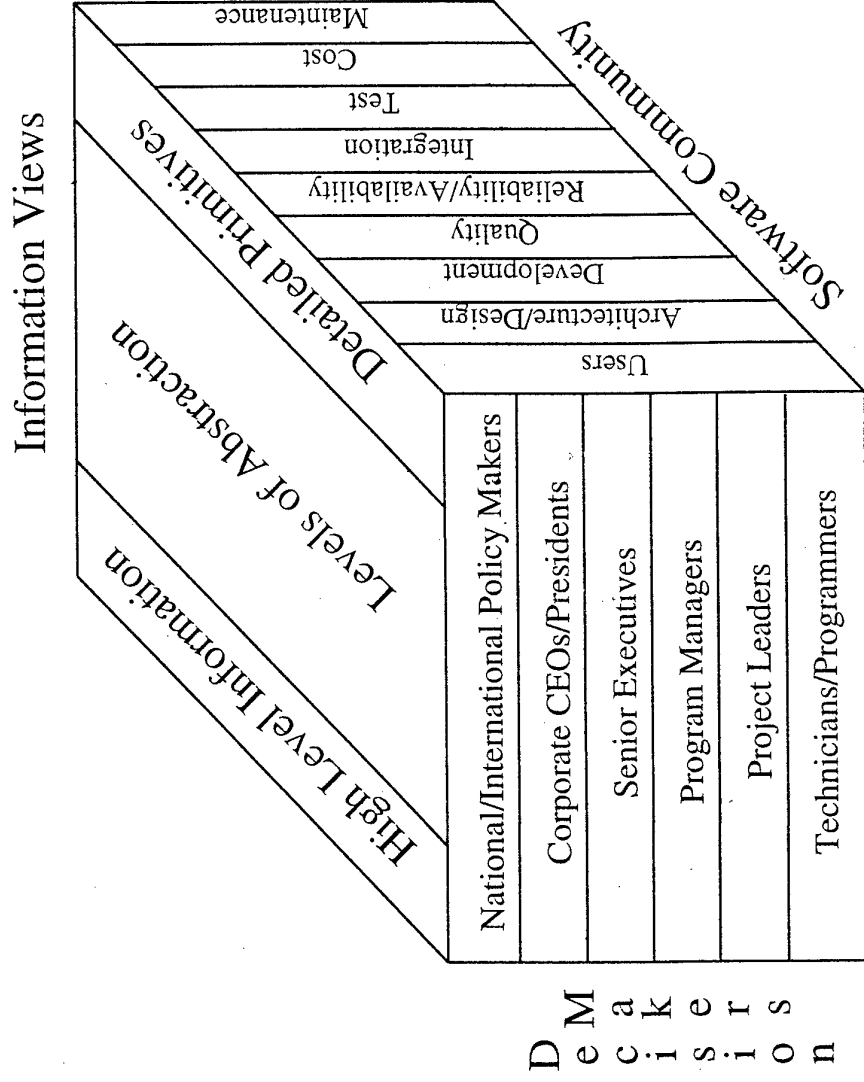 Information Views
High Level Information
Levels of Abstraction
Detailed Primitives
Decision
Makers
National/International Policy Makers
Corporate CEOs/Presidents
Senior Executives
Program Managers
Project Leaders
Technicians/Programmers
Users
Architecture/Design
Development
Quality
Reliability/Availability
Integration
Test
Cost
Maintenance
Software Community